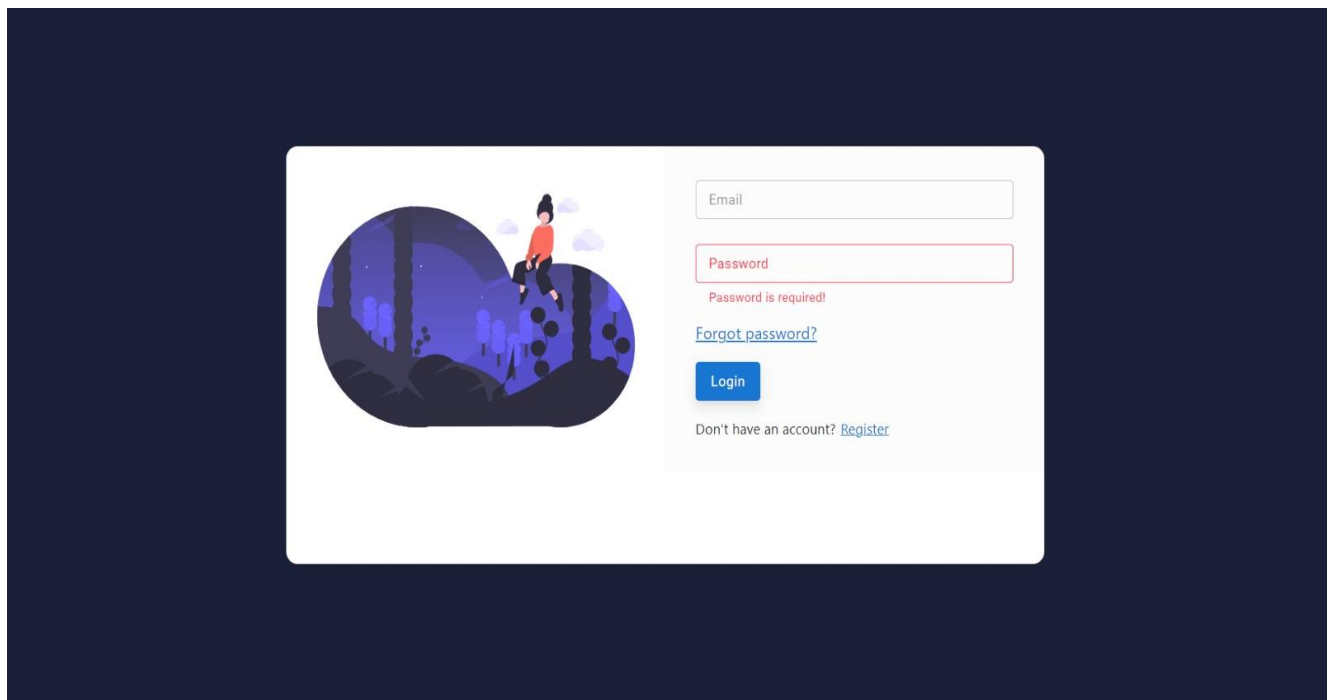 Email
Password
Password is required!
Forgot password?
Login
Don't have an account? Register